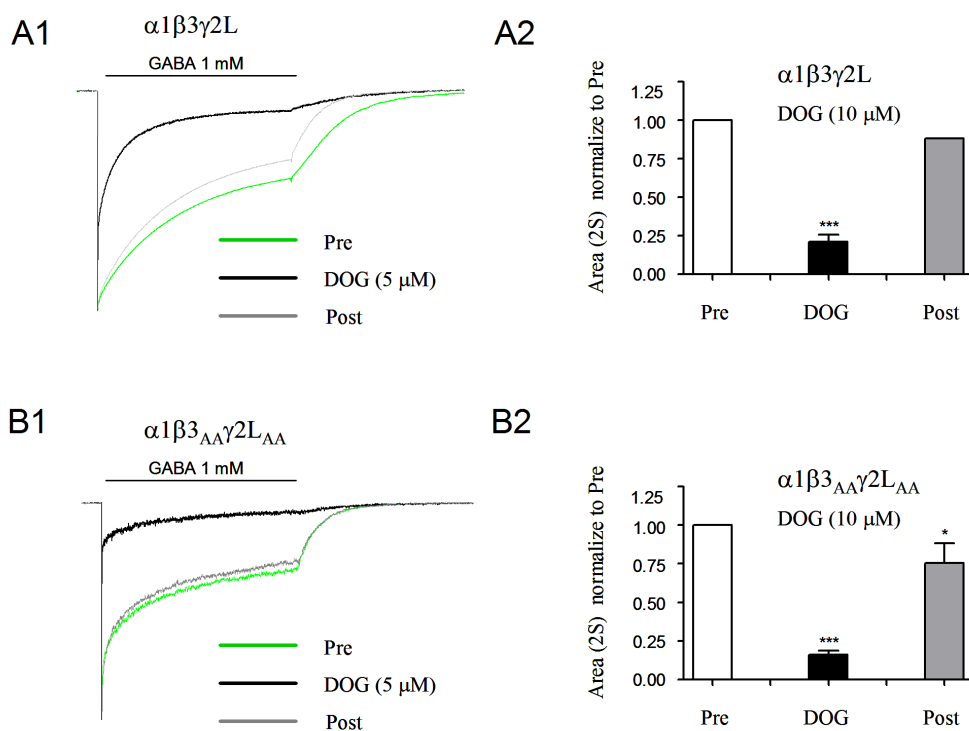 A1
α1β3γ2L
GABA 1 mM
Pre
DOG (5 μM)
Post
A2
α1β3γ2L
DOG (10 μM)
Area (2S) normalize to Pre
1.25
1.00
0.75
0.50
0.25
0.00
***
Pre DOG Post
B1
α1β3AAγ2LAA
GABA 1 mM
Pre
DOG (5 μM)
Post
B2
α1β3AAγ2LAA
DOG (10 μM)
Area (2S) normalize to Pre
1.25
1.00
0.75
0.50
0.25
0.00
***
*
Pre DOG Post